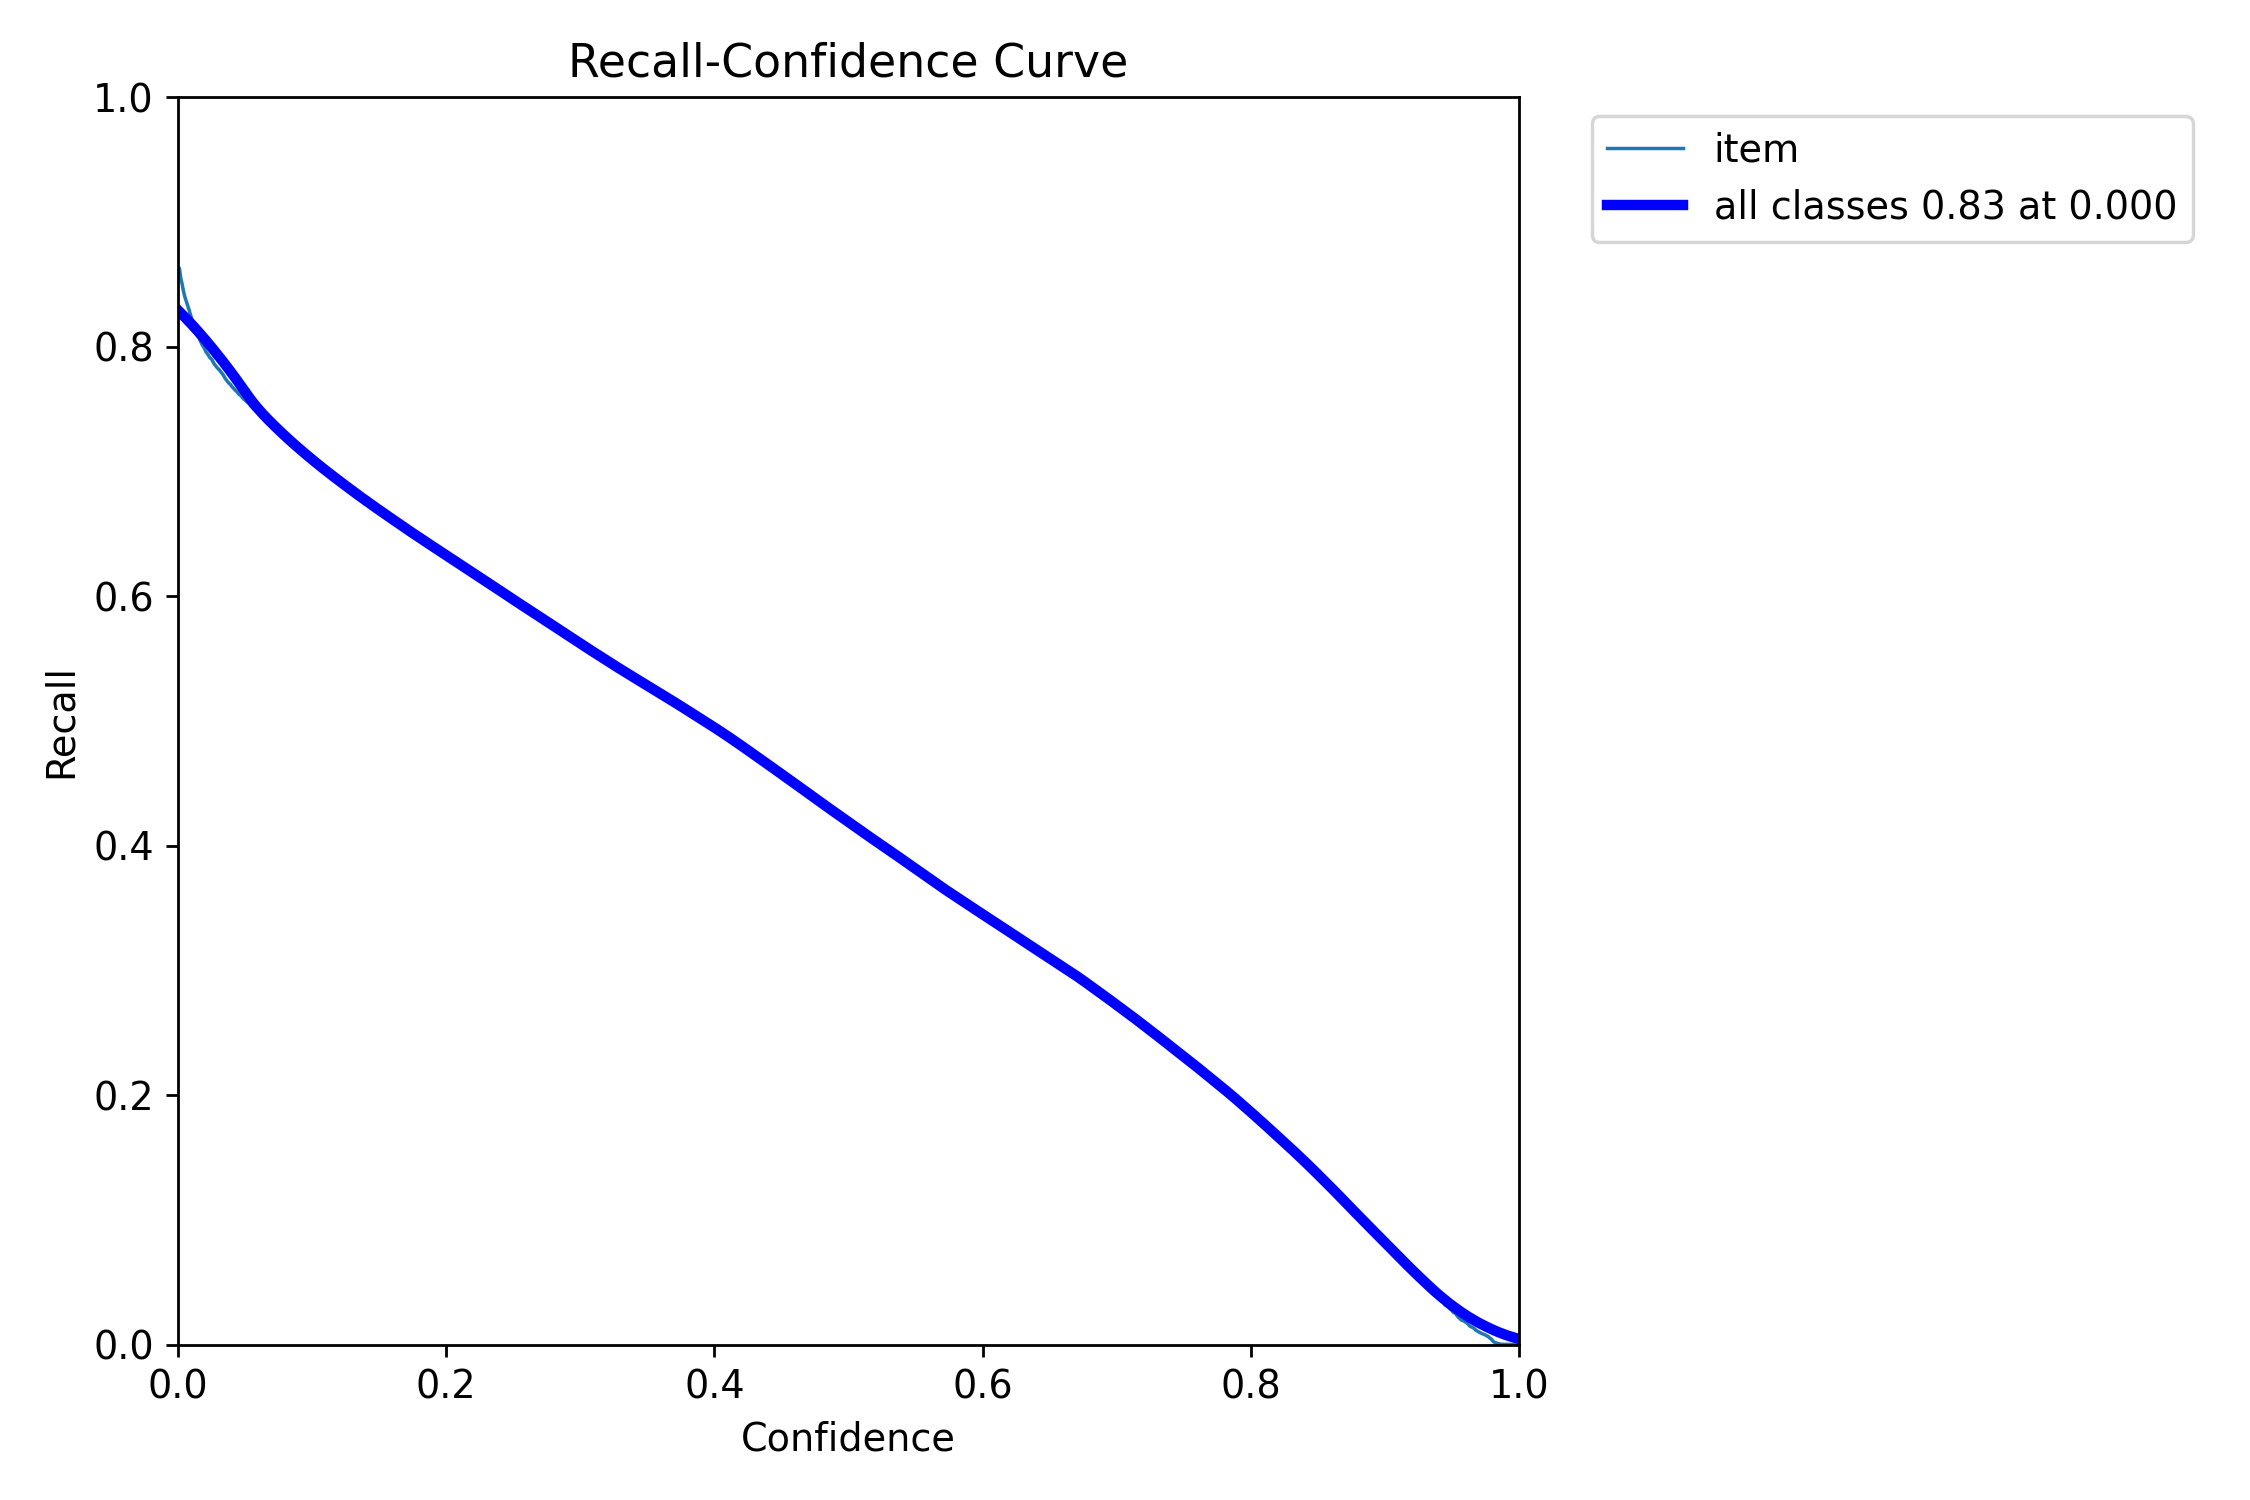 Recall-Confidence Curve
1.0
0.8
0.6
0.4
0.2
0.0
Recall
0.0 0.2 0.4 0.6 0.8 1.0
Confidence
item
all classes 0.83 at 0.000